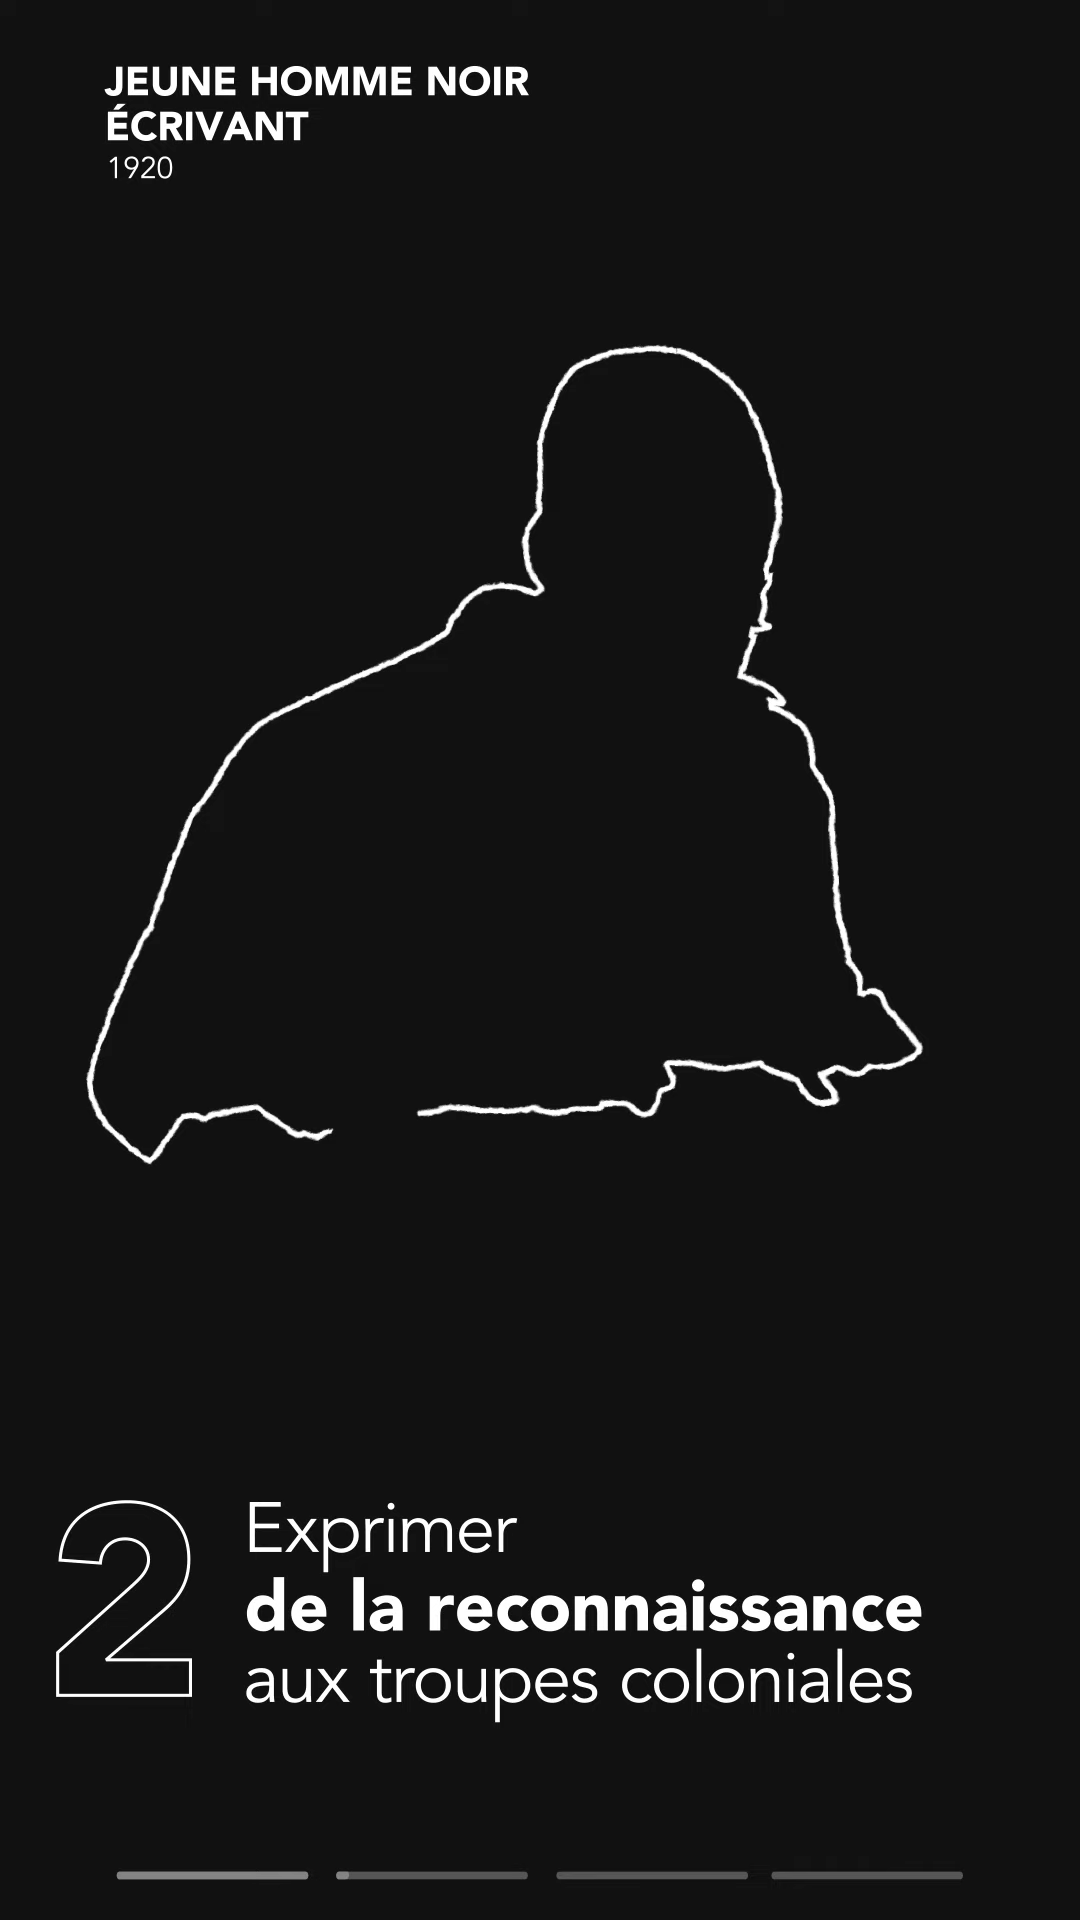 JEUNE HOMME NOIR
ÉCRIVANT
1920
2
Exprimer
de la reconnaissance
aux troupes coloniales